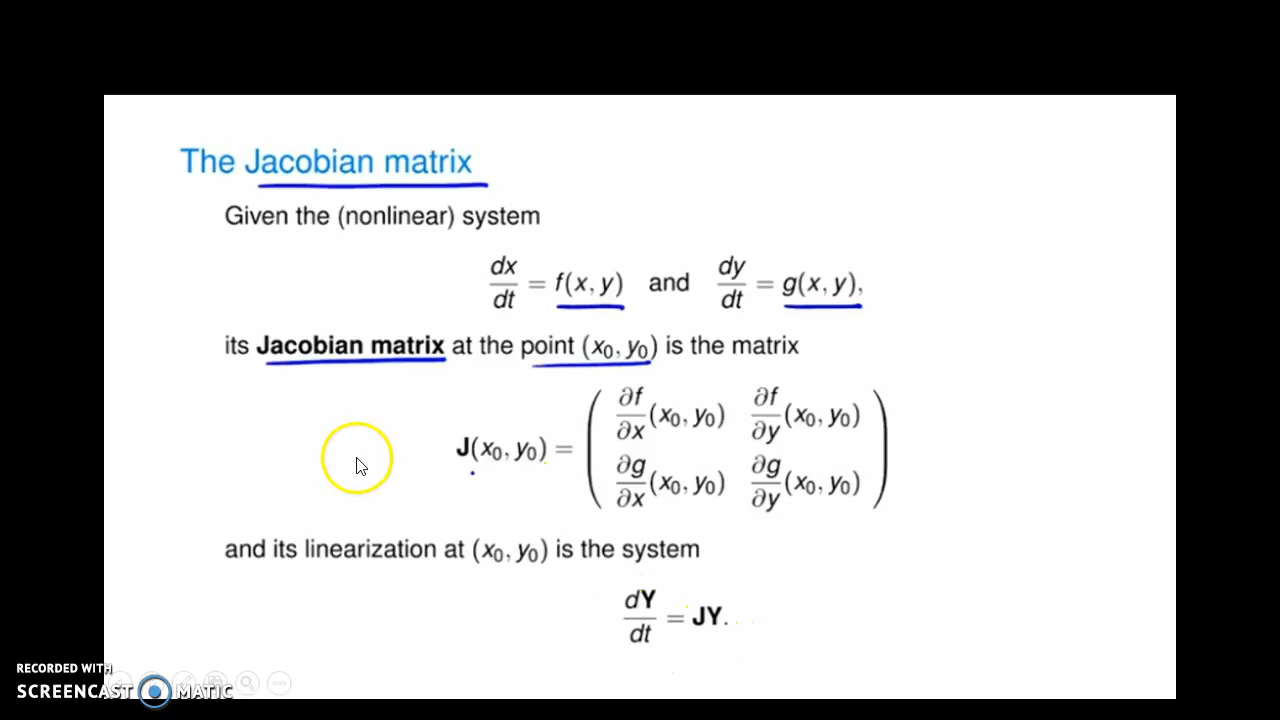 The Jacobian matrix
Given the (nonlinear) system
dx/dt = f(x, y) and dy/dt = g(x, y),
its Jacobian matrix at the point (x₀, y₀) is the matrix
J(x₀, y₀) = ( ∂f/∂x (x₀, y₀) ∂f/∂y (x₀, y₀)
∂g/∂x (x₀, y₀) ∂g/∂y (x₀, y₀) )
and its linearization at (x₀, y₀) is the system
dY/dt = JY.
RECORDED WITH
SCREENCAST MATIC